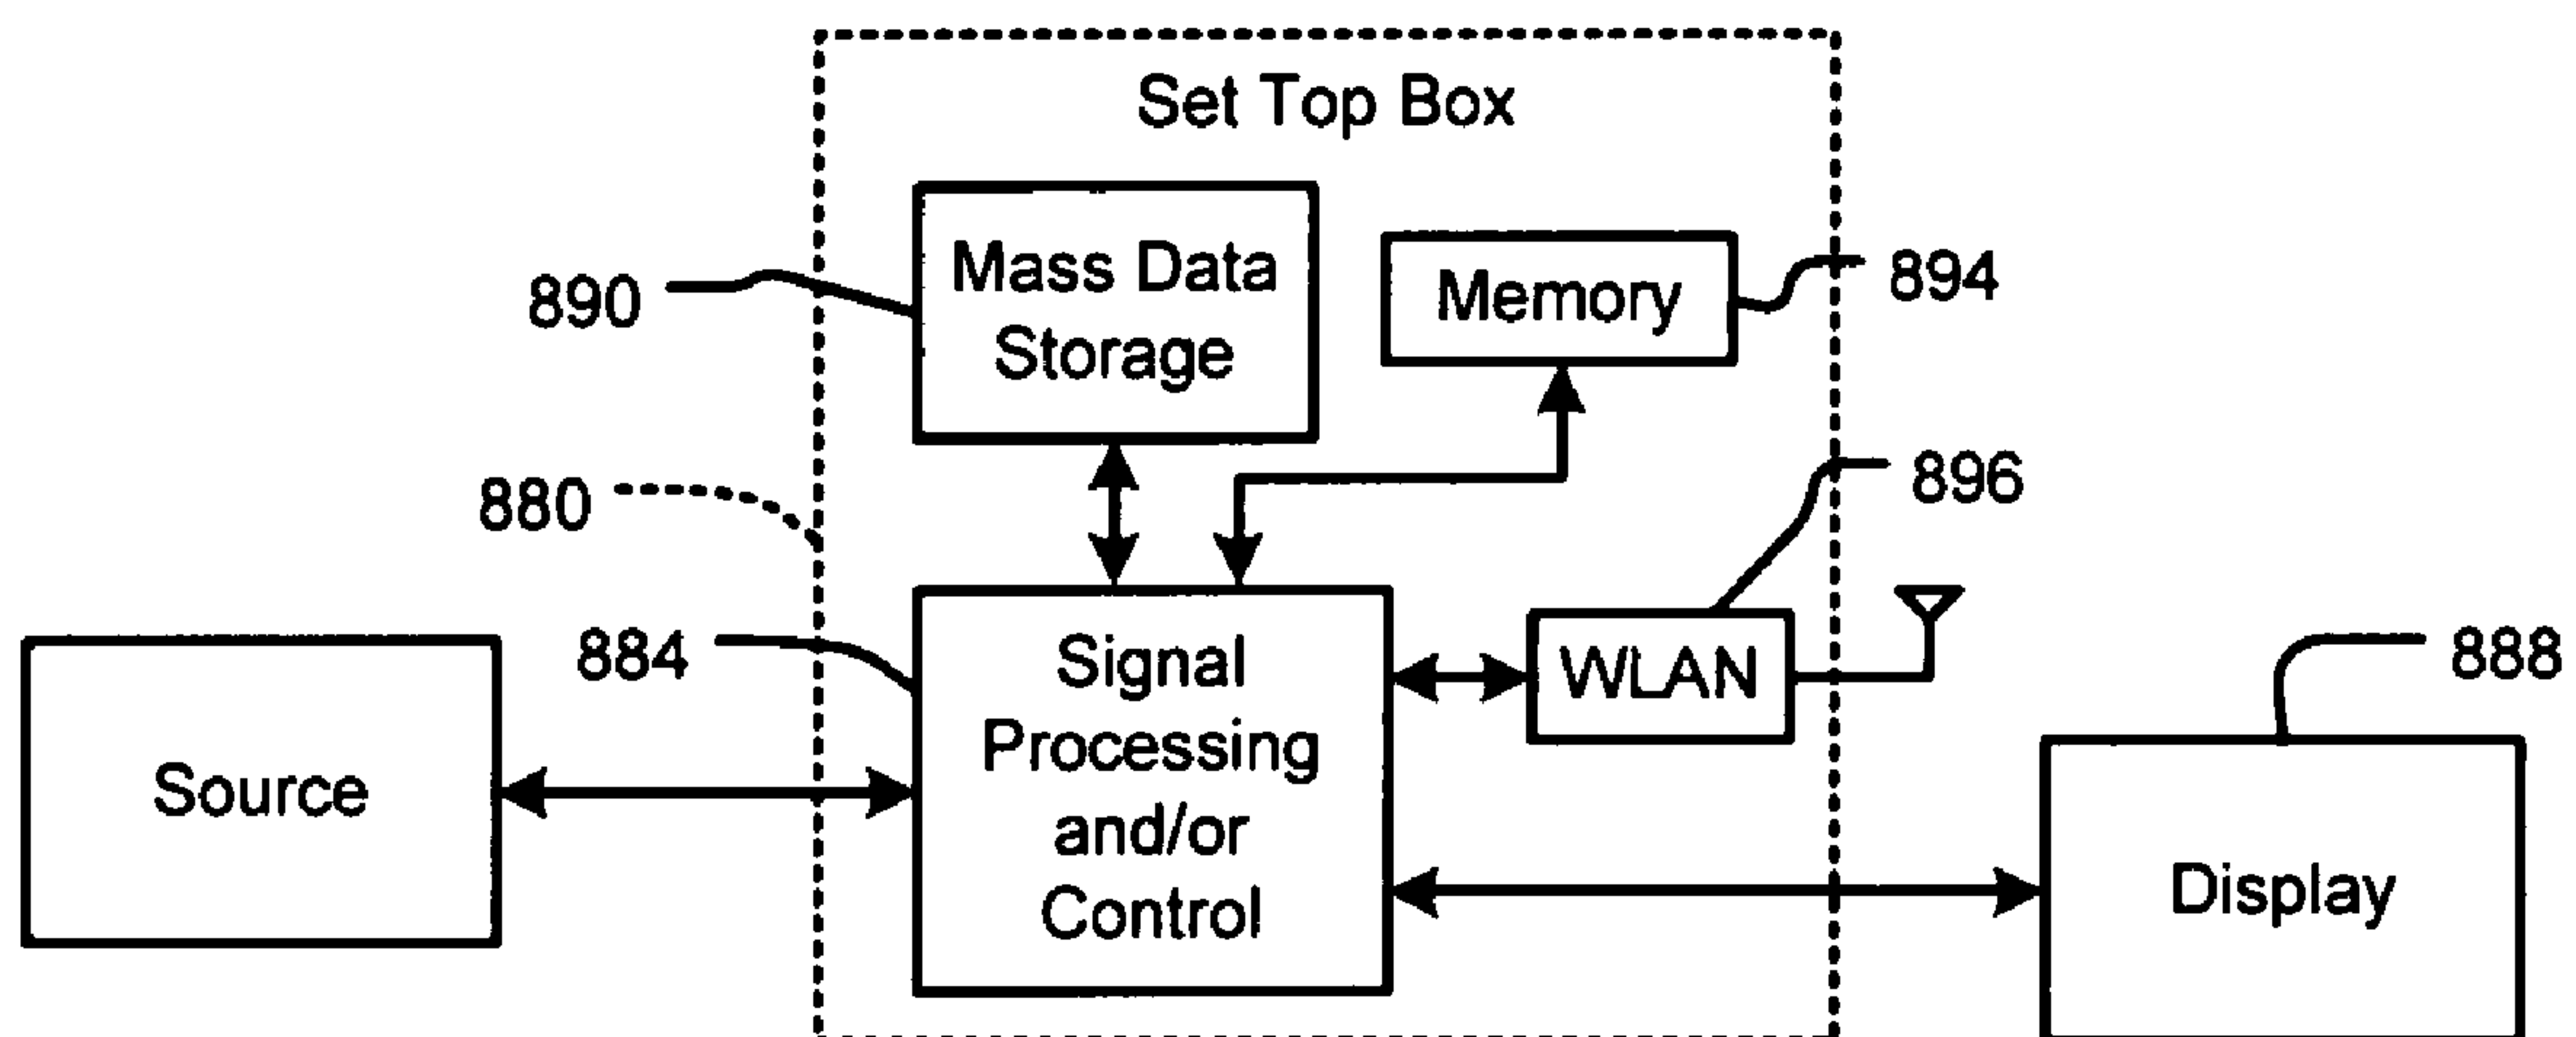 Set Top Box
Mass Data
Storage
890
Memory
894
880
896
884
Signal
Processing
and/or
Control
WLAN
888
Source
Display